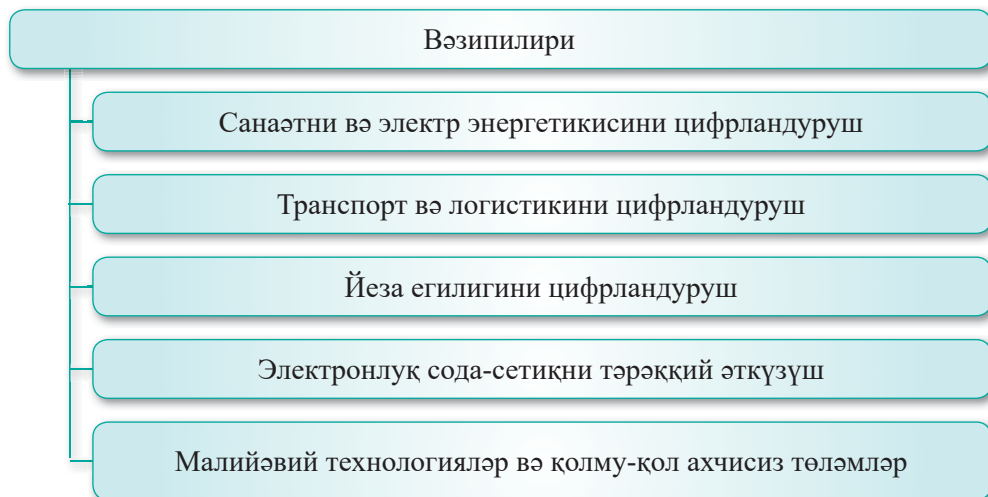 Вәзипилири
Санаәтни вә электр энергетикисини цифрландуруш
Транспорт вә логистикини цифрландуруш
Йеза егилигини цифрландуруш
Электронлуқ сода-сетиқни тәрәққий әткүзүш
Малийәвий технологияләр вә қолму-қол ахчисиз төләмләр